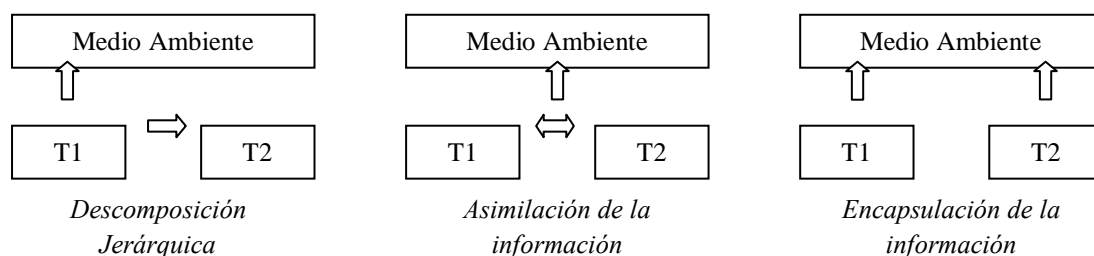 Medio Ambiente
T1
T2
Descomposición
Jerárquica
Medio Ambiente
T1
T2
Asimilación de la
información
Medio Ambiente
T1
T2
Encapsulación de la
información